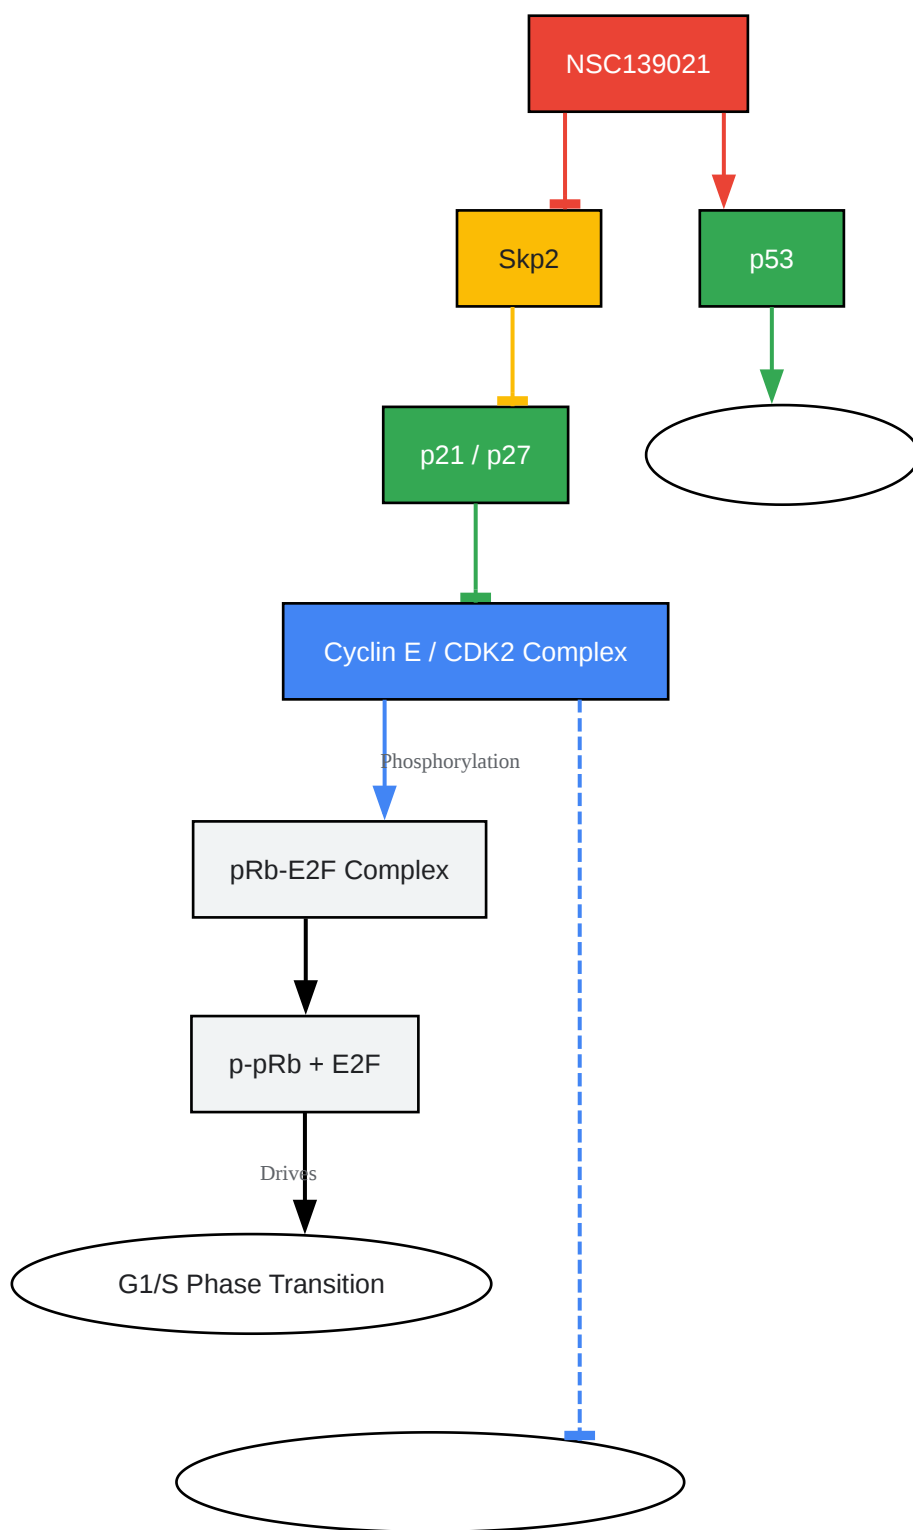 NSC139021
Skp2
p53
p21 / p27
Cyclin E / CDK2 Complex
Phosphorylation
pRb-E2F Complex
p-pRb + E2F
Drives
G1/S Phase Transition